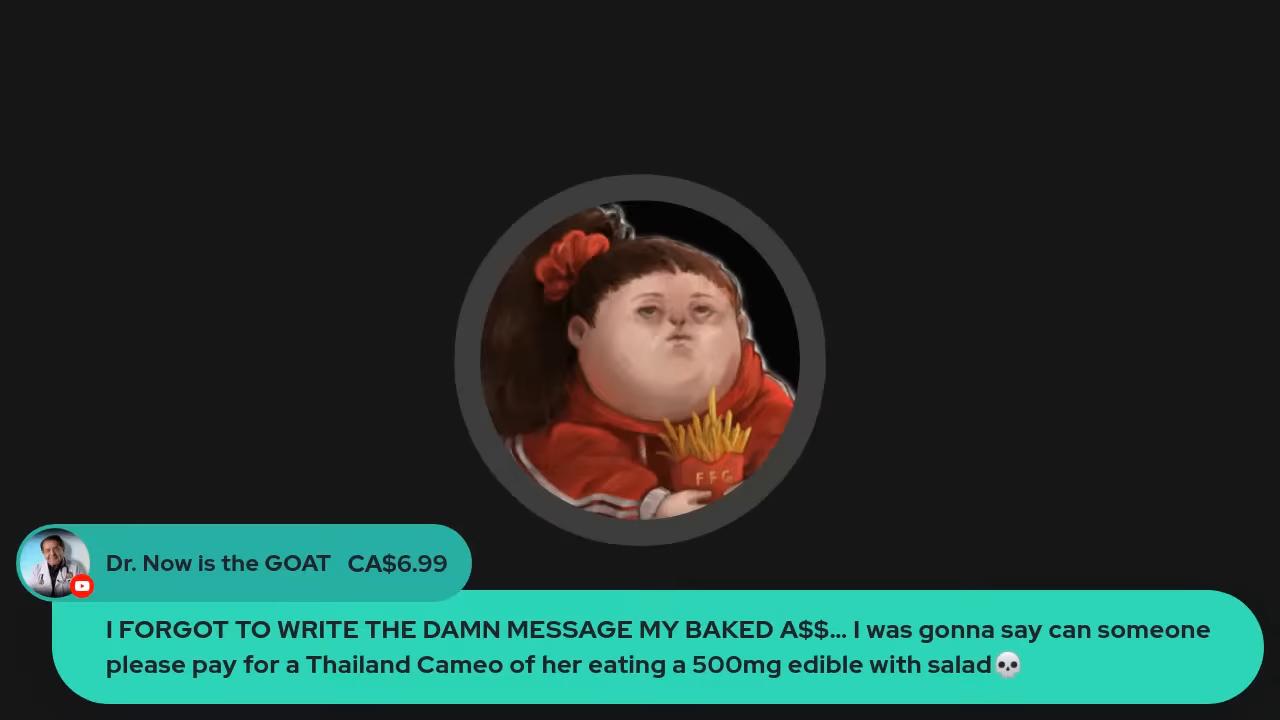 FFG
Dr. Now is the GOAT CA$6.99
I FORGOT TO WRITE THE DAMN MESSAGE MY BAKED A$$... I was gonna say can someone
please pay for a Thailand Cameo of her eating a 500mg edible with salad💀